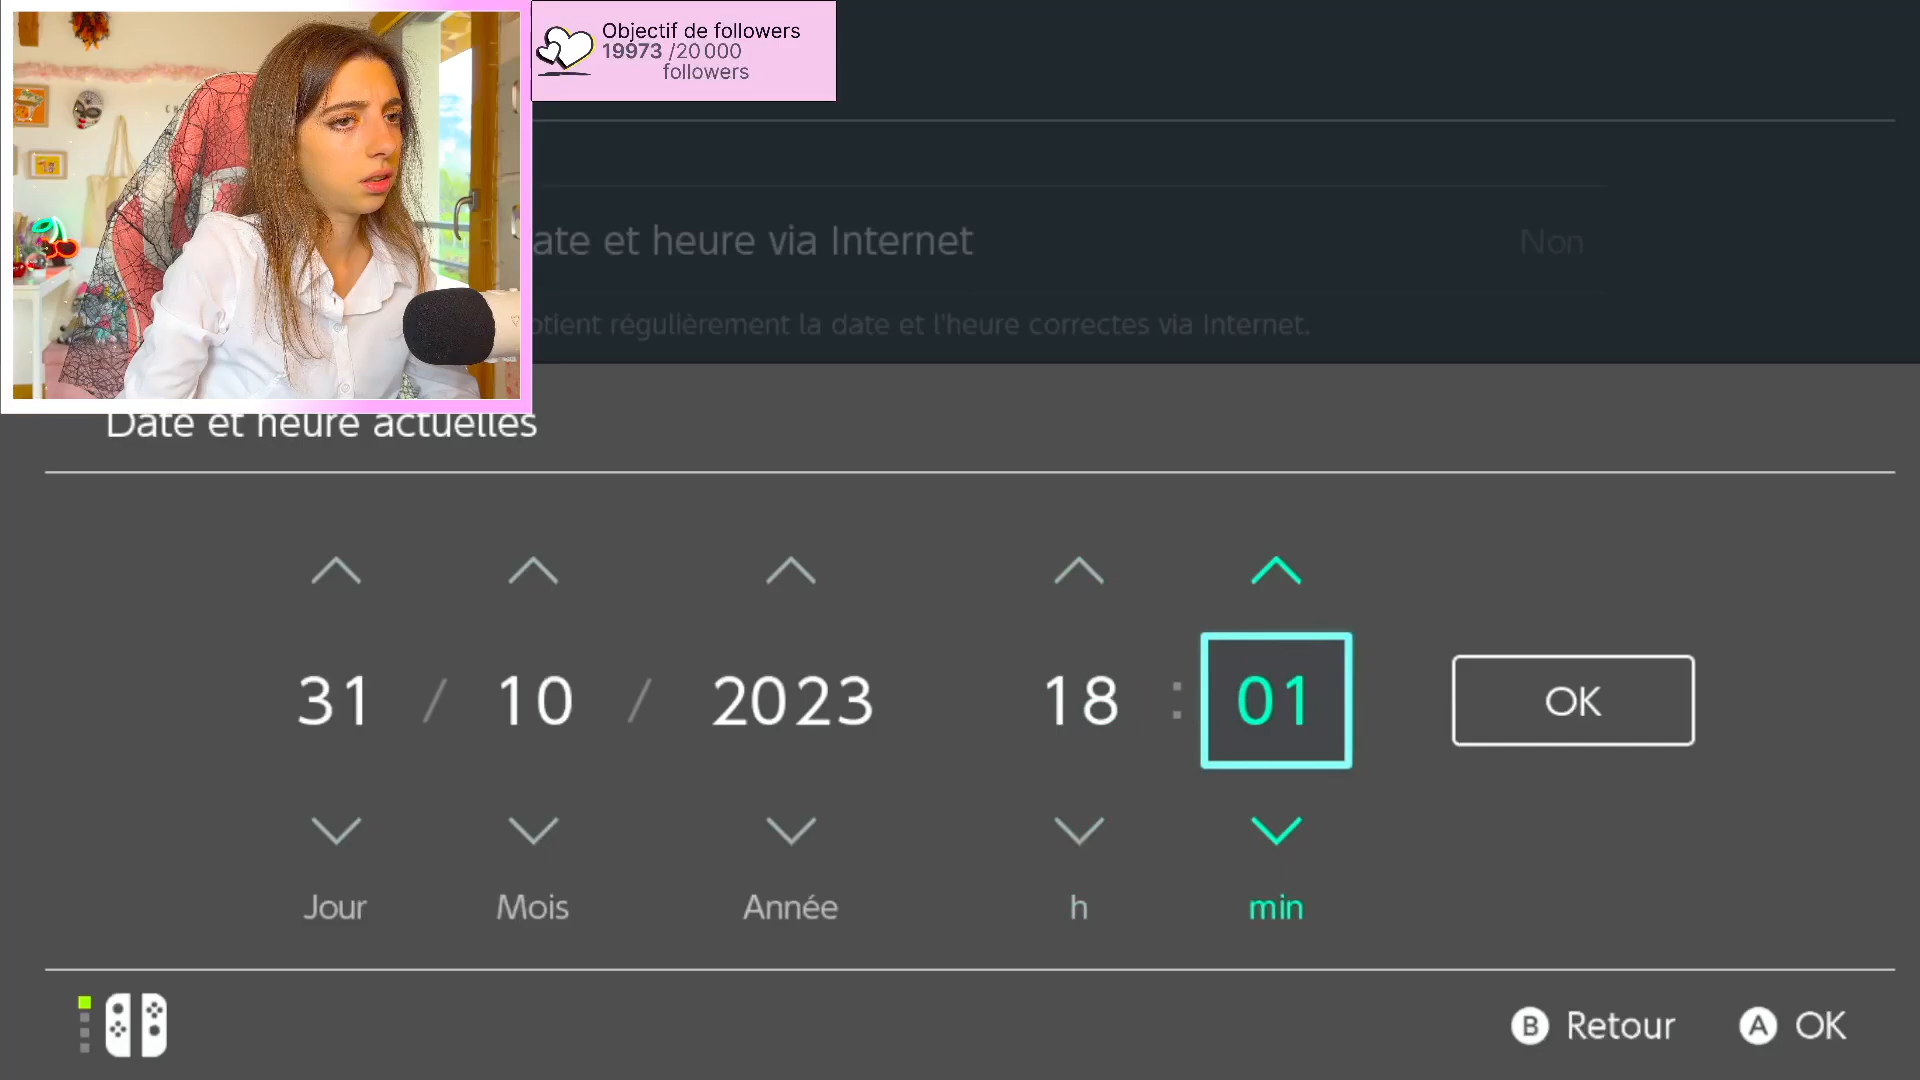 Objectif de followers
19973 /20 000
followers
ate et heure via Internet
Non
otient régulièrement la date et l'heure correctes via Internet.
Date et heure actuelles
31 / 10 / 2023 18 : 01
OK
Jour Mois Année h min
B Retour A OK